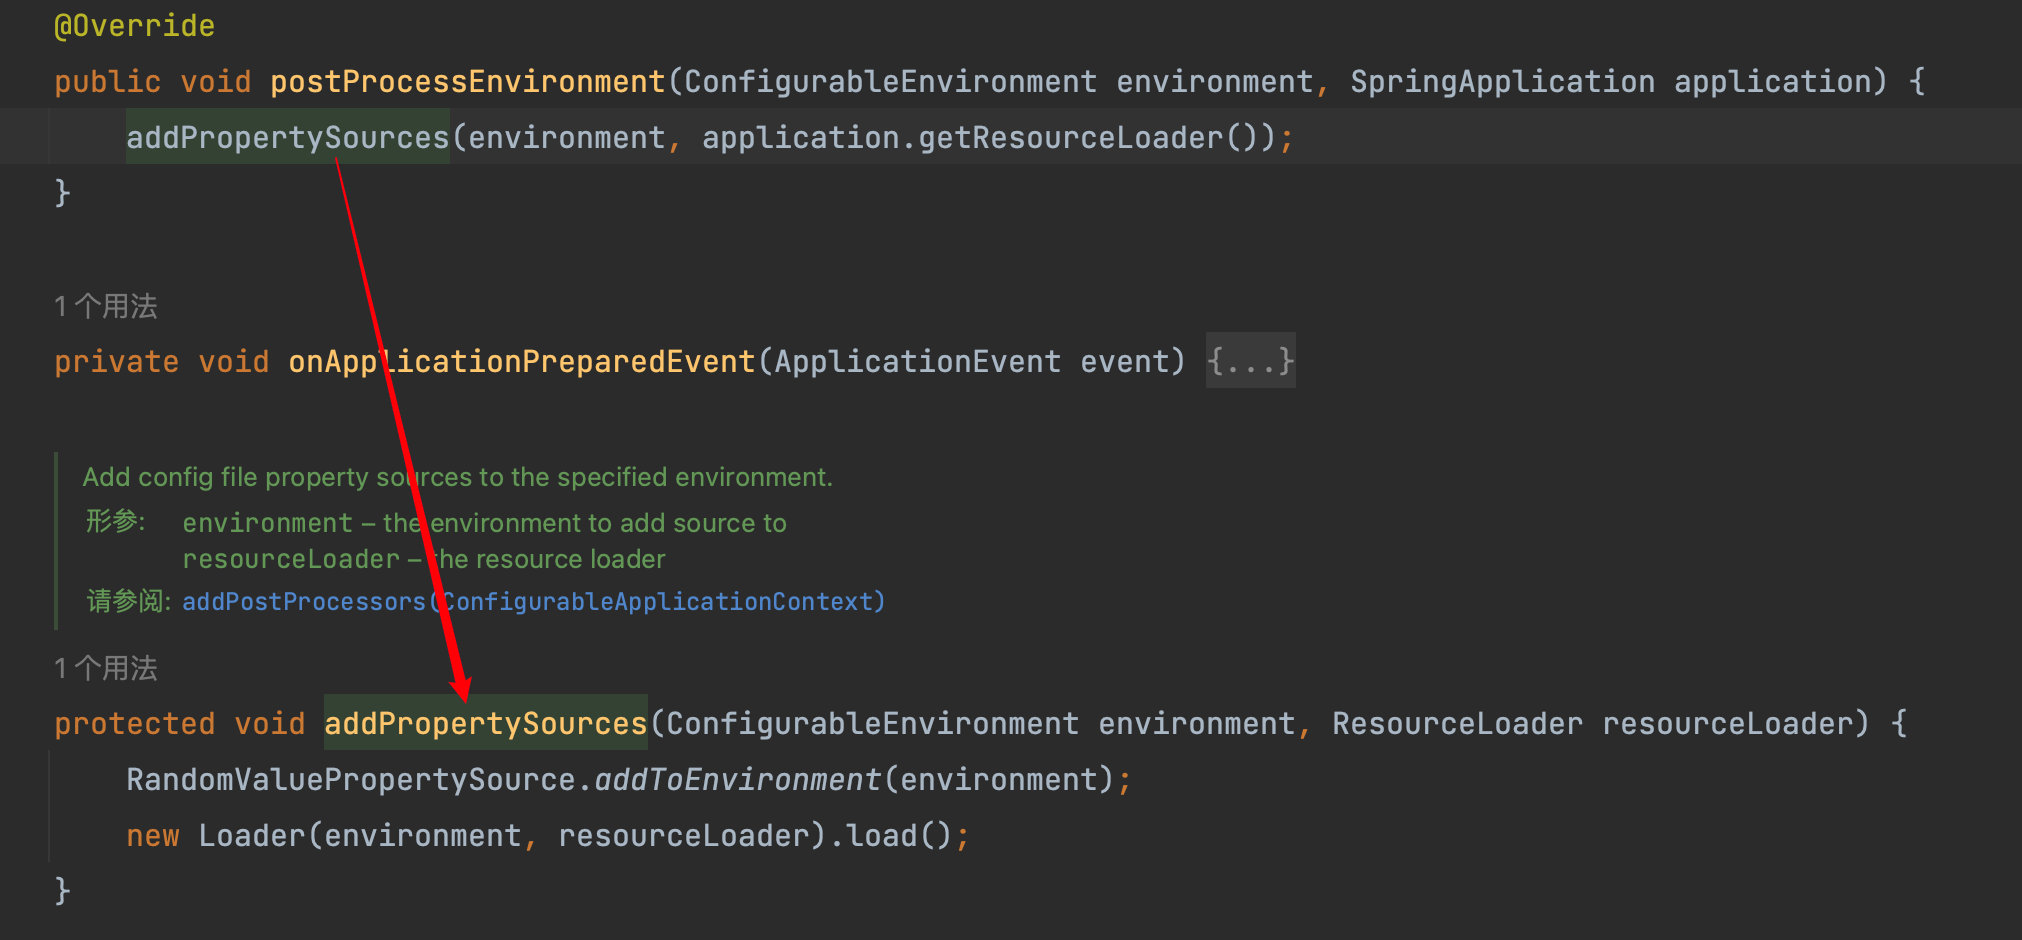 @Override
public void postProcessEnvironment(ConfigurableEnvironment environment, SpringApplication application) {
addPropertySources(environment, application.getResourceLoader());
}
1 个用法
private void onApplicationPreparedEvent(ApplicationEvent event) {...}
Add config file property sources to the specified environment.
形参: environment – the environment to add source to
resourceLoader – the resource loader
请参阅: addPostProcessors(ConfigurableApplicationContext)
1 个用法
protected void addPropertySources(ConfigurableEnvironment environment, ResourceLoader resourceLoader) {
RandomValuePropertySource.addToEnvironment(environment);
new Loader(environment, resourceLoader).load();
}